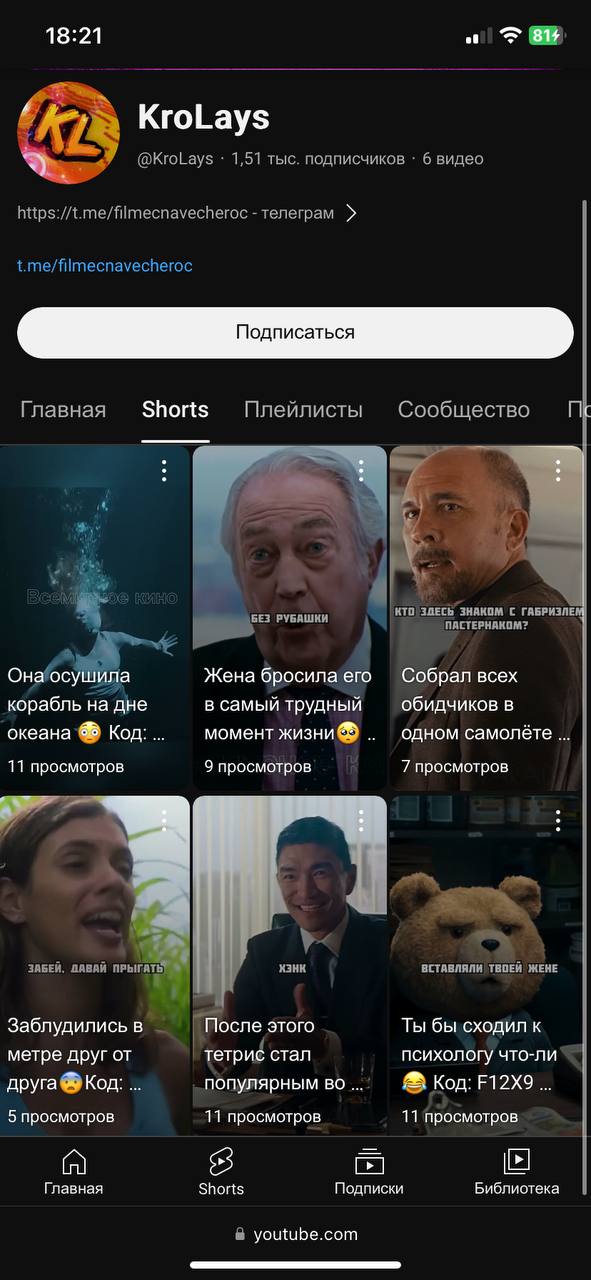 18:21
81
KL
KroLays
@KroLays · 1,51 тыс. подписчиков · 6 видео
https://t.me/filmecnavecheroc - телеграм
t.me/filmecnavecheroc
Подписаться
Главная Shorts Плейлисты Сообщество
Всемирное кино
Она осушила
корабль на дне
океана 😳 Код: ...
11 просмотров
БЕЗ РУБАШКИ
Жена бросила его
в самый трудный
момент жизни🥺 ..
9 просмотров
КТО ЗДЕСЬ ЗНАКОМ С ГАБРИЭЛЕМ
ПАСТЕРНАКОМ?
Собрал всех
обидчиков в
одном самолёте ...
7 просмотров
ЗАБЕЙ, ДАВАЙ ПРЫГАТЬ
Заблудились в
метре друг от
друга😨Код: ...
5 просмотров
ХЭНК
После этого
тетрис стал
популярным во ...
11 просмотров
ВСТАВЛЯЛИ ТВОЕЙ ЖЕНЕ
Ты бы сходил к
психологу что-ли
😂 Код: F12X9 ...
11 просмотров
Главная Shorts Подписки Библиотека
youtube.com